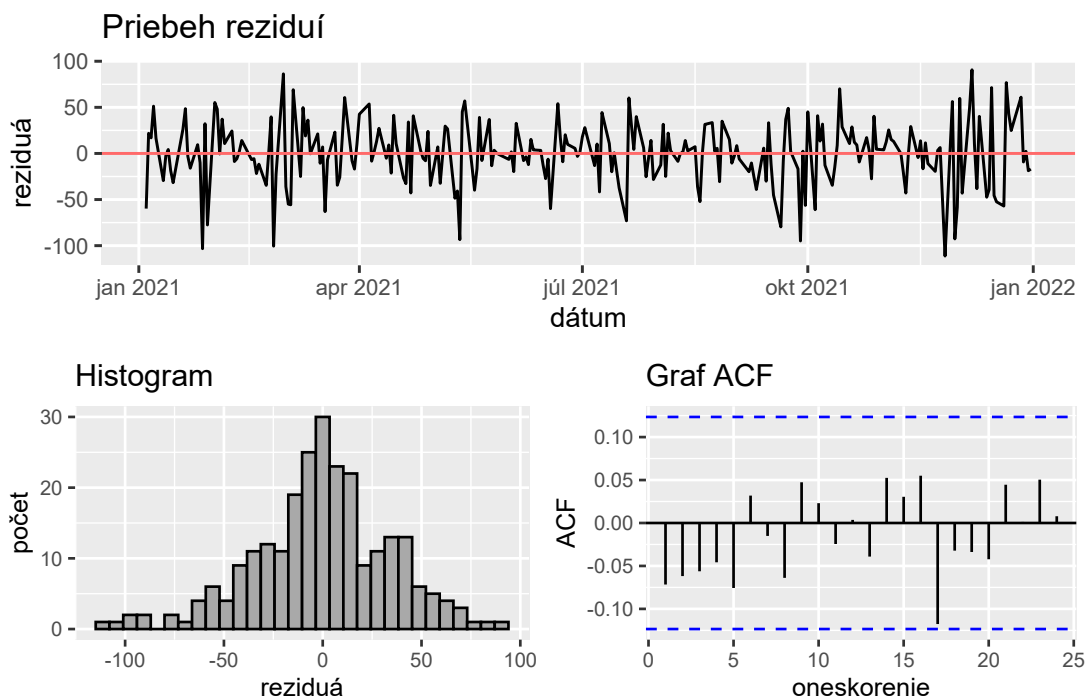 Priebeh reziduí
100
50
0
-50
-100
reziduá
jan 2021
apr 2021
júl 2021
okt 2021
jan 2022
dátum
Histogram
30
20
10
0
počet
-100
-50
0
50
100
reziduá
Graf ACF
0.10
0.05
0.00
-0.05
-0.10
ACF
0
5
10
15
20
25
oneskorenie